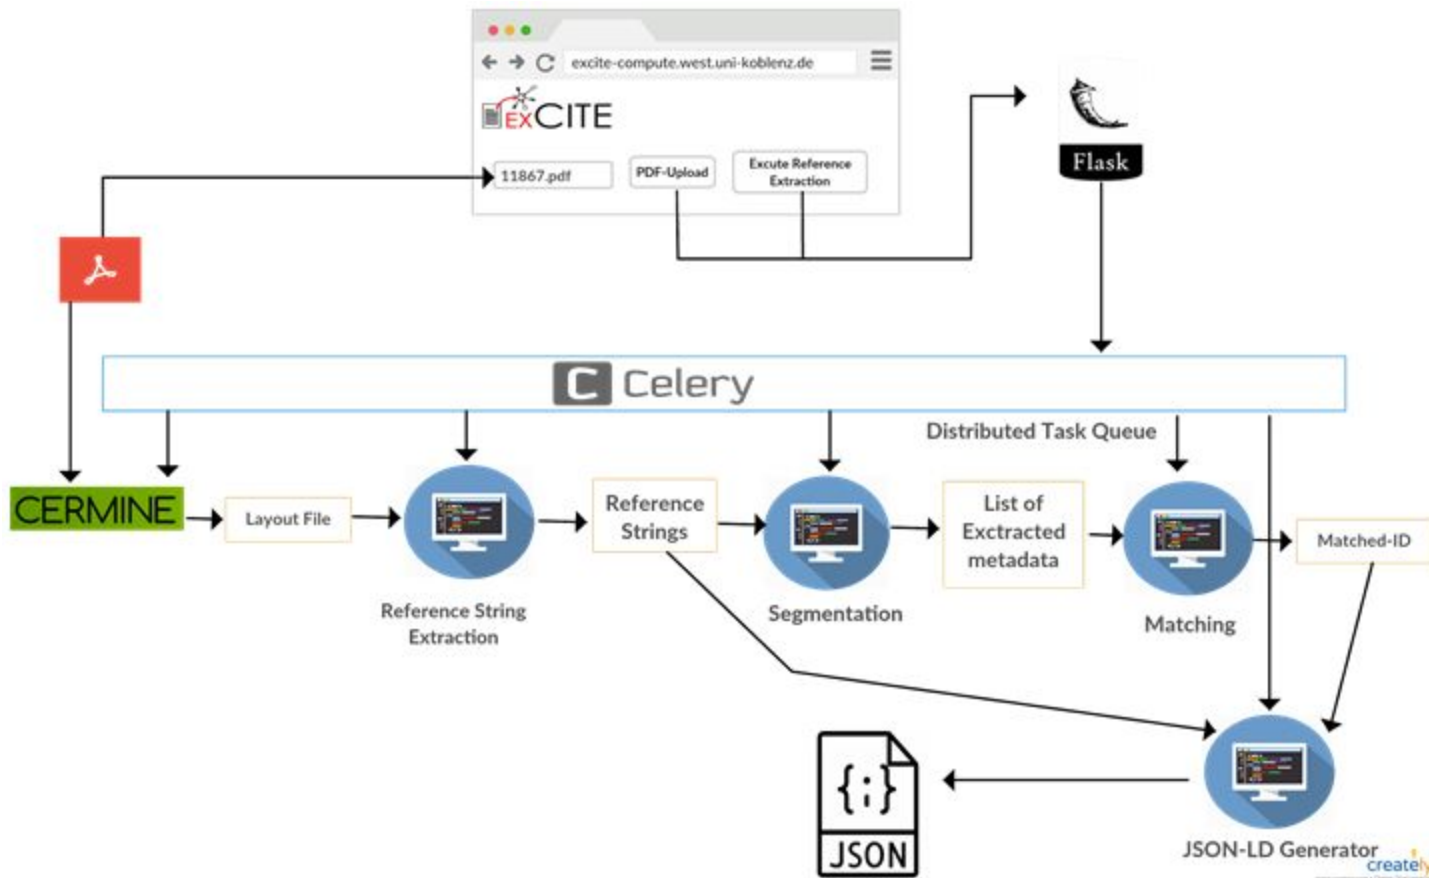 excite-compute.west.uni-koblenz.de
EXCITE
11867.pdf
PDF-Upload
Excute Reference
Extraction
Flask
C Celery
Distributed Task Queue
CERMINE
Layout File
Reference
Strings
List of
Exctracted
metadata
Matched-ID
Reference String
Extraction
Segmentation
Matching
{;}
JSON
JSON-LD Generator
creately